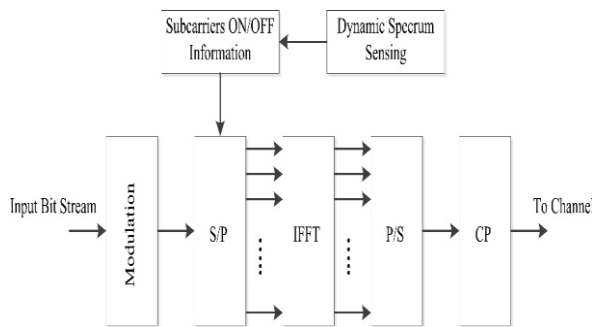 Subcarriers ON/OFF
Information
Dynamic Specrum
Sensing
Input Bit Stream
Modulation
S/P
IFFT
P/S
CP
To Channel